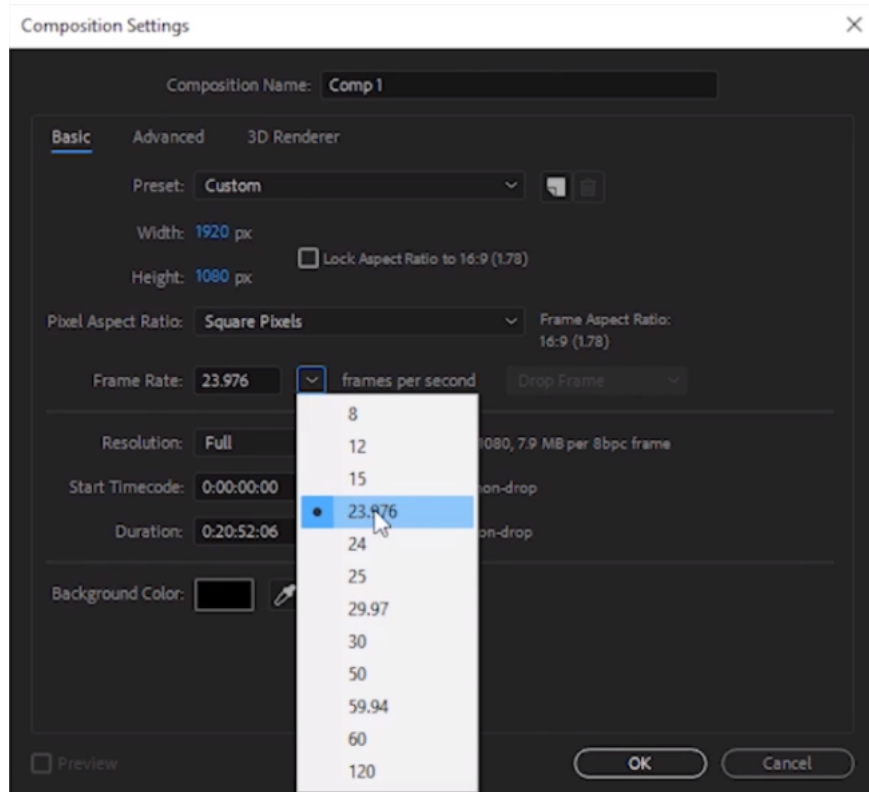 Composition Settings
Composition Name: Comp 1
Basic Advanced 3D Renderer
Preset: Custom
Width: 1920 px
Lock Aspect Ratio to 16:9 (1.78)
Height: 1080 px
Pixel Aspect Ratio: Square Pixels
Frame Aspect Ratio:
16:9 (1.78)
Frame Rate: 23.976 frames per second Drop Frame
8
Resolution: Full 12 1080, 7.9 MB per 8bpc frame
15
Start Timecode: 0:00:00:00 non-drop
23.976
Duration: 0:20:52:06 on-drop
24
25
Background Color:
29.97
30
50
59.94
60
Preview OK Cancel
120